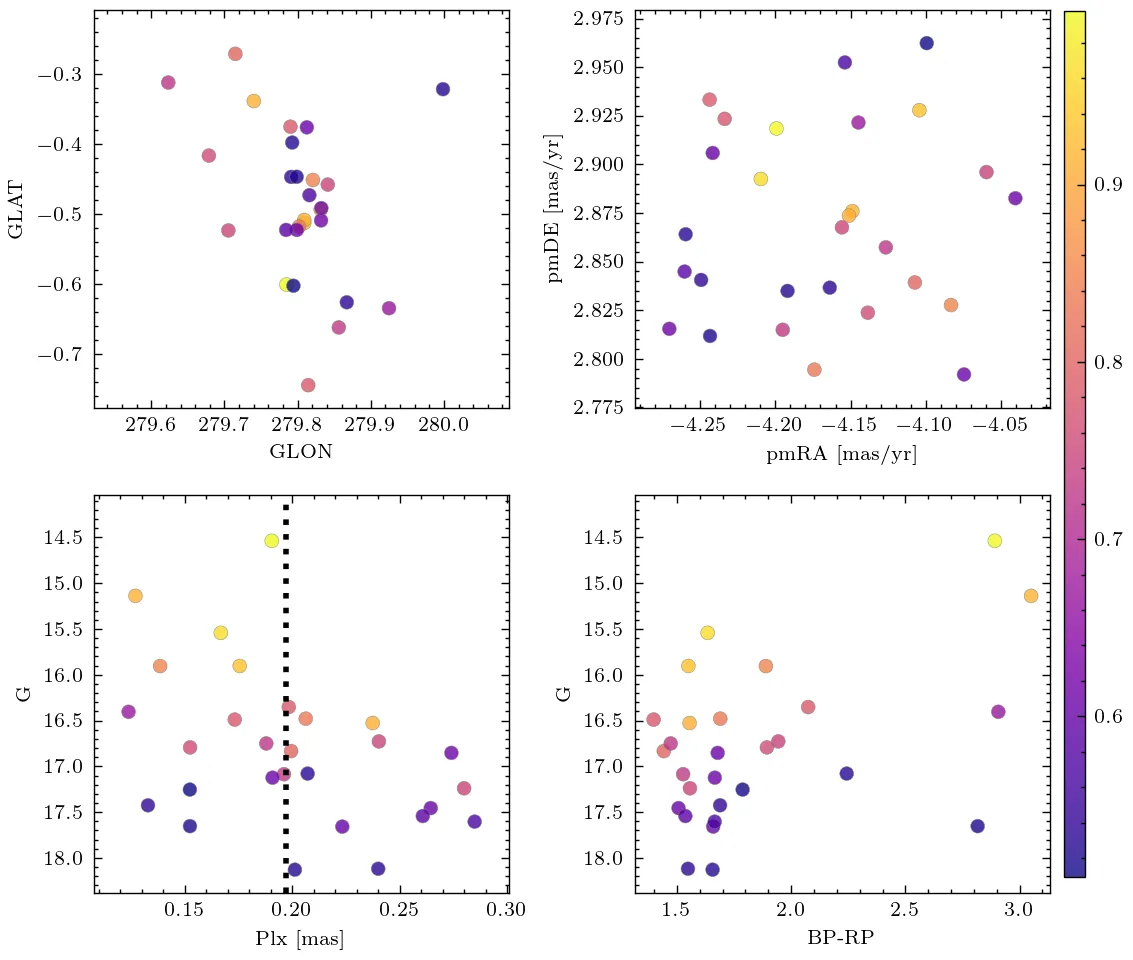 −0.3
−0.4
−0.5
−0.6
−0.7
GLAT
279.6 279.7 279.8 279.9 280.0
GLON
2.975
2.950
2.925
2.900
2.875
2.850
2.825
2.800
2.775
pmDE [mas/yr]
−4.25 −4.20 −4.15 −4.10 −4.05
pmRA [mas/yr]
0.9
0.8
0.7
0.6
14.5
15.0
15.5
16.0
16.5
17.0
17.5
18.0
G
0.15 0.20 0.25 0.30
Plx [mas]
14.5
15.0
15.5
16.0
16.5
17.0
17.5
18.0
G
1.5 2.0 2.5 3.0
BP-RP